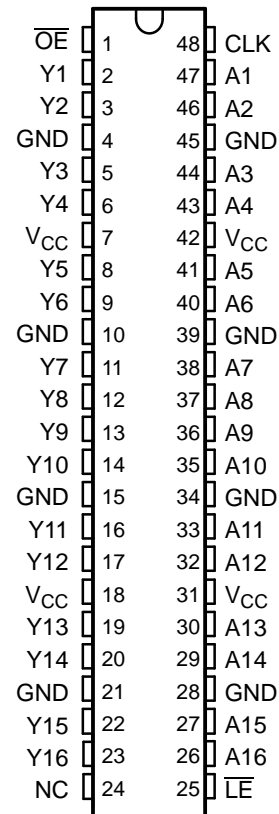 O̅E̅ 1 48 CLK
Y1 2 47 A1
Y2 3 46 A2
GND 4 45 GND
Y3 5 44 A3
Y4 6 43 A4
VCC 7 42 VCC
Y5 8 41 A5
Y6 9 40 A6
GND 10 39 GND
Y7 11 38 A7
Y8 12 37 A8
Y9 13 36 A9
Y10 14 35 A10
GND 15 34 GND
Y11 16 33 A11
Y12 17 32 A12
VCC 18 31 VCC
Y13 19 30 A13
Y14 20 29 A14
GND 21 28 GND
Y15 22 27 A15
Y16 23 26 A16
NC 24 25 L̅E̅